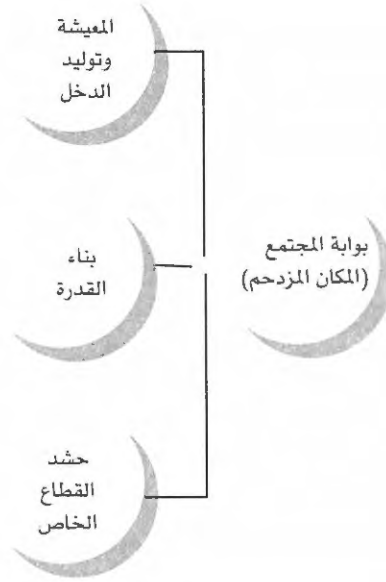 المعيشة
وتوليد
الدخل
بوابة المجتمع
(المكان المزدحم)
بناء
القدرة
حشد
القطاع
الخاص